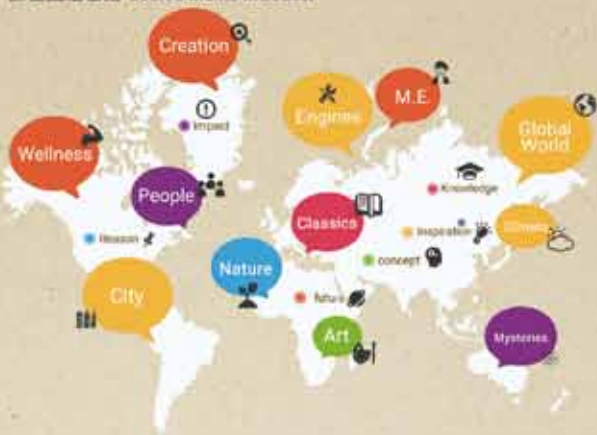 Creation
Impact
Engines
M.E.
Global
World
Wellness
People
Knowledge
Classics
Inspiration
Reason
concept
Nature
City
future
Art
Mysteries